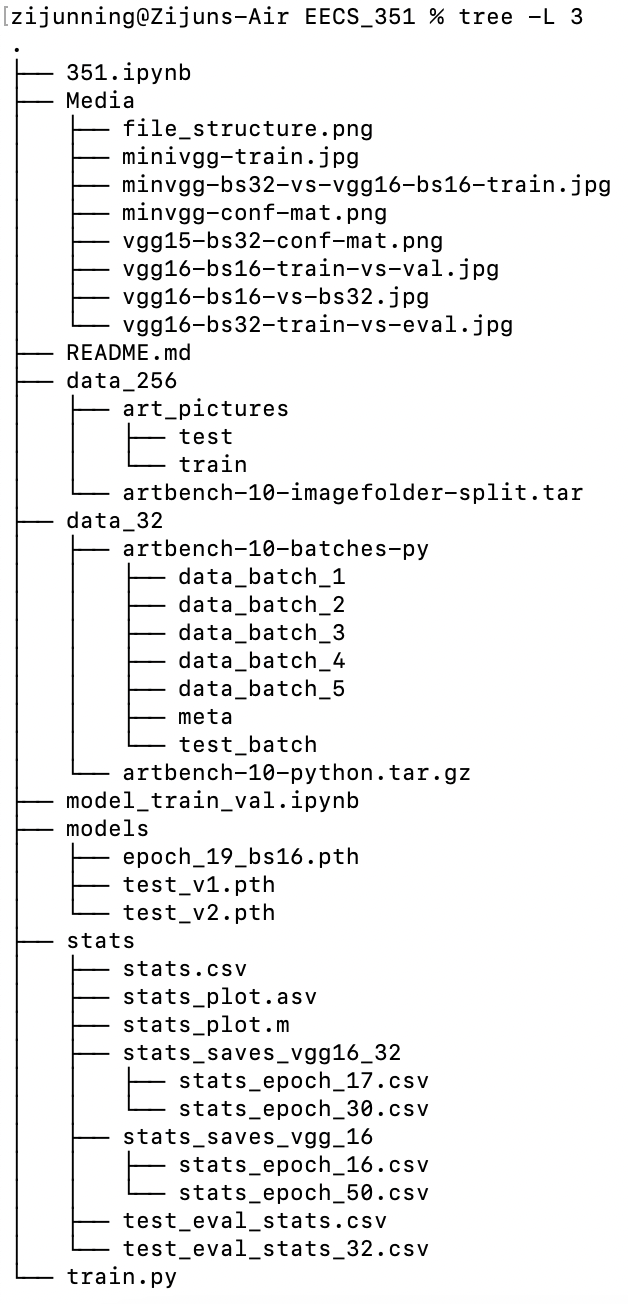 [zijunning@Zijuns-Air EECS_351 % tree -L 3
.
├── 351.ipynb
├── Media
│   ├── file_structure.png
│   ├── minivgg-train.jpg
│   ├── minvgg-bs32-vs-vgg16-bs16-train.jpg
│   ├── minvgg-conf-mat.png
│   ├── vgg15-bs32-conf-mat.png
│   ├── vgg16-bs16-train-vs-val.jpg
│   ├── vgg16-bs16-vs-bs32.jpg
│   └── vgg16-bs32-train-vs-eval.jpg
├── README.md
├── data_256
│   ├── art_pictures
│   │   ├── test
│   │   └── train
│   └── artbench-10-imagefolder-split.tar
├── data_32
│   ├── artbench-10-batches-py
│   │   ├── data_batch_1
│   │   ├── data_batch_2
│   │   ├── data_batch_3
│   │   ├── data_batch_4
│   │   ├── data_batch_5
│   │   ├── meta
│   │   └── test_batch
│   └── artbench-10-python.tar.gz
├── model_train_val.ipynb
├── models
│   ├── epoch_19_bs16.pth
│   ├── test_v1.pth
│   └── test_v2.pth
├── stats
│   ├── stats.csv
│   ├── stats_plot.asv
│   ├── stats_plot.m
│   ├── stats_saves_vgg16_32
│   │   ├── stats_epoch_17.csv
│   │   └── stats_epoch_30.csv
│   ├── stats_saves_vgg_16
│   │   ├── stats_epoch_16.csv
│   │   └── stats_epoch_50.csv
│   ├── test_eval_stats.csv
│   └── test_eval_stats_32.csv
└── train.py